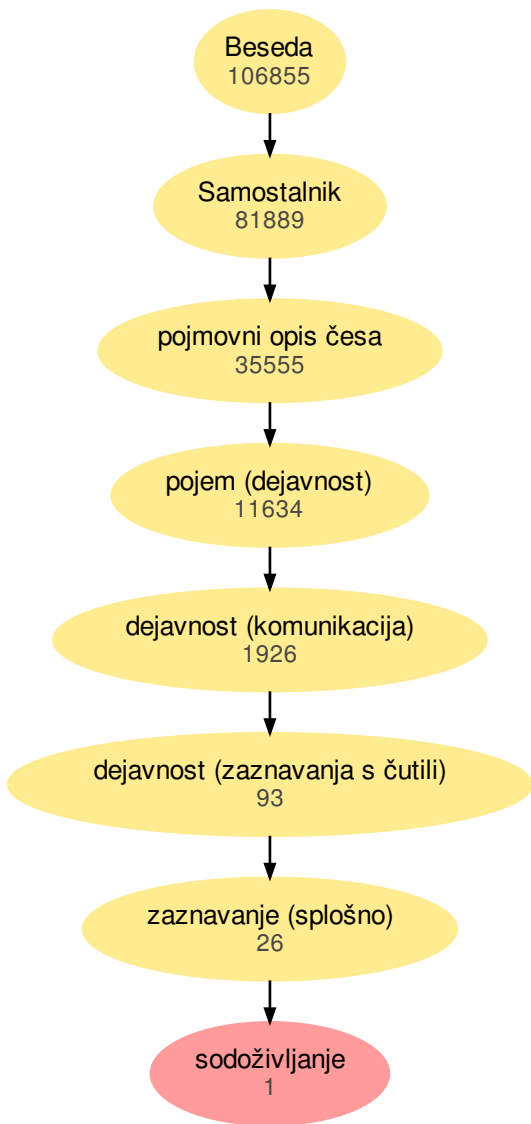 Beseda
106855
Samostalnik
81889
pojmovni opis česa
35555
pojem (dejavnost)
11634
dejavnost (komunikacija)
1926
dejavnost (zaznavanja s čutili)
93
zaznavanje (splošno)
26
sodoživljanje
1